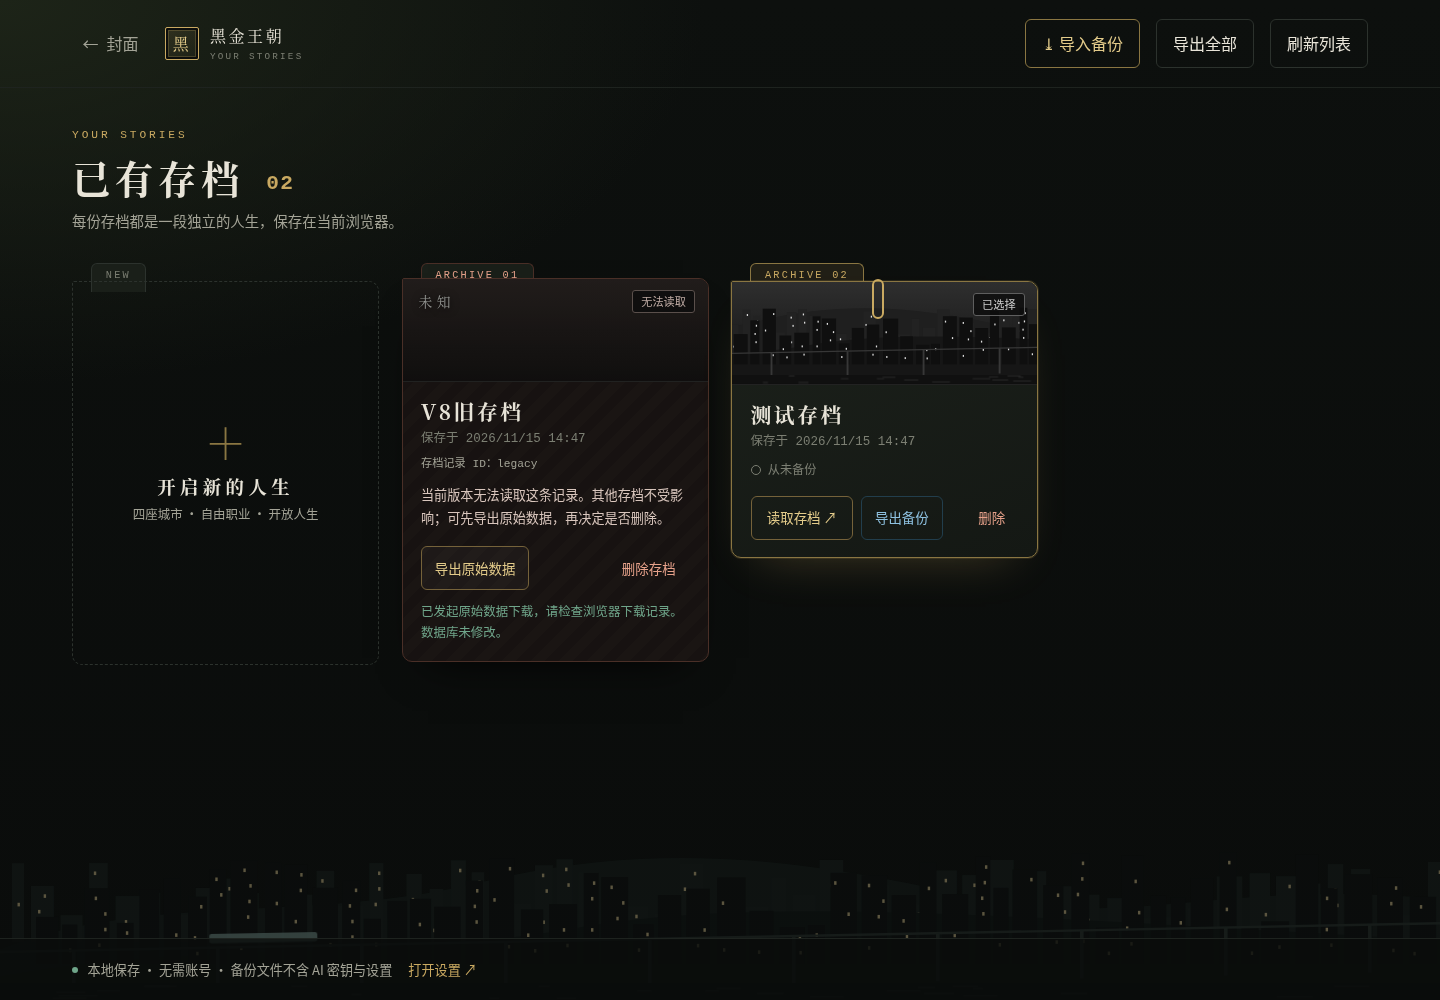 ← 封面
黑
黑金王朝
YOUR STORIES
⤓ 导入备份
导出全部
刷新列表
YOUR STORIES
已有存档 02
每份存档都是一段独立的人生，保存在当前浏览器。
NEW
开启新的人生
四座城市 · 自由职业 · 开放人生
ARCHIVE 01
未知
无法读取
V8旧存档
保存于 2026/11/15 14:47
存档记录 ID：legacy
当前版本无法读取这条记录。其他存档不受影
响；可先导出原始数据，再决定是否删除。
导出原始数据
删除存档
已发起原始数据下载，请检查浏览器下载记录。
数据库未修改。
ARCHIVE 02
已选择
测试存档
保存于 2026/11/15 14:47
从未备份
读取存档 ↗
导出备份
删除
本地保存 · 无需账号 · 备份文件不含 AI 密钥与设置 打开设置 ↗